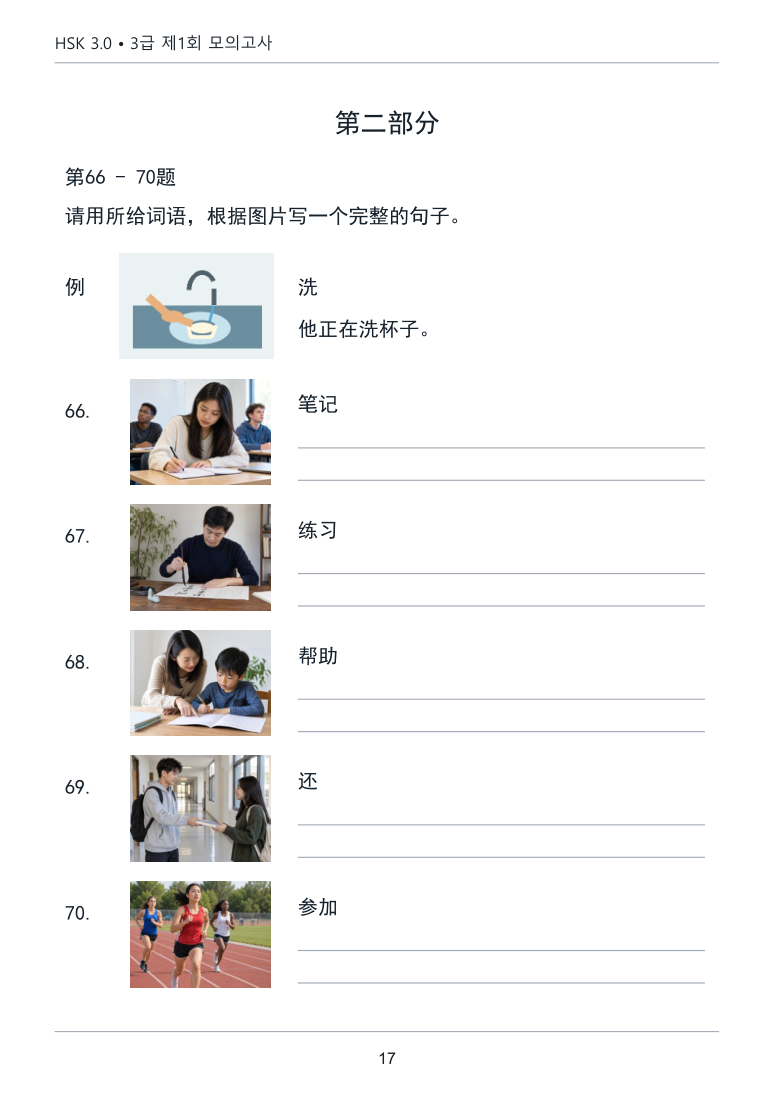 HSK 3.0 • 3급 제1회 모의고사
第二部分
第66 - 70题
请用所给词语，根据图片写一个完整的句子。
例
洗
他正在洗杯子。
66.
笔记
67.
练习
68.
帮助
69.
还
70.
参加
17